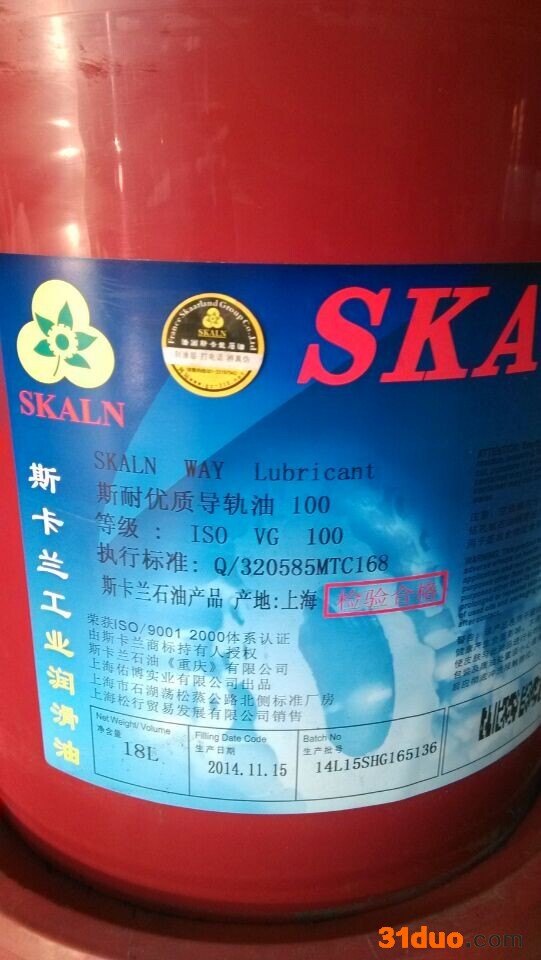 SKALN
France Skaarland Group Co.,Ltd
SKALN
SKA
斯卡兰工业润滑油
SKALN WAY Lubricant
斯耐优质导轨油 100
等级： ISO VG 100
执行标准：Q/320585MTC168
斯卡兰石油产品 产地:上海
检验合格
荣获ISO/9001 2000体系认证
由斯卡兰商标持有人授权
斯卡兰石油《重庆》有限公司
上海佑博实业有限公司出品
上海市石湖荡松蒸公路北侧标准厂房
上海松行贸易发展有限公司销售
Net Weight/ Volume
净含量
18L
Filling Date Code
生产日期
2014.11.15
Batch No
生产批号
14L15SHG165136
31duo.com